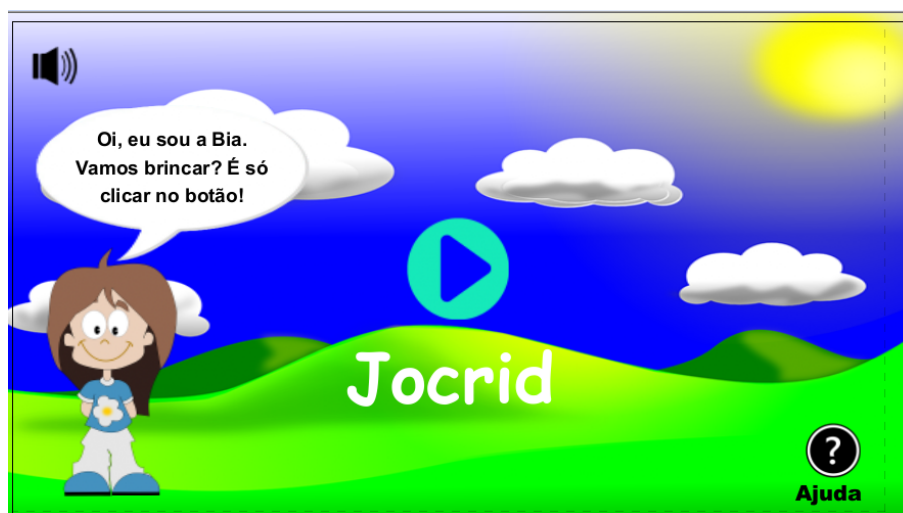 Oi, eu sou a Bia.
Vamos brincar? É só
clicar no botão!
Jocrid
?
Ajuda